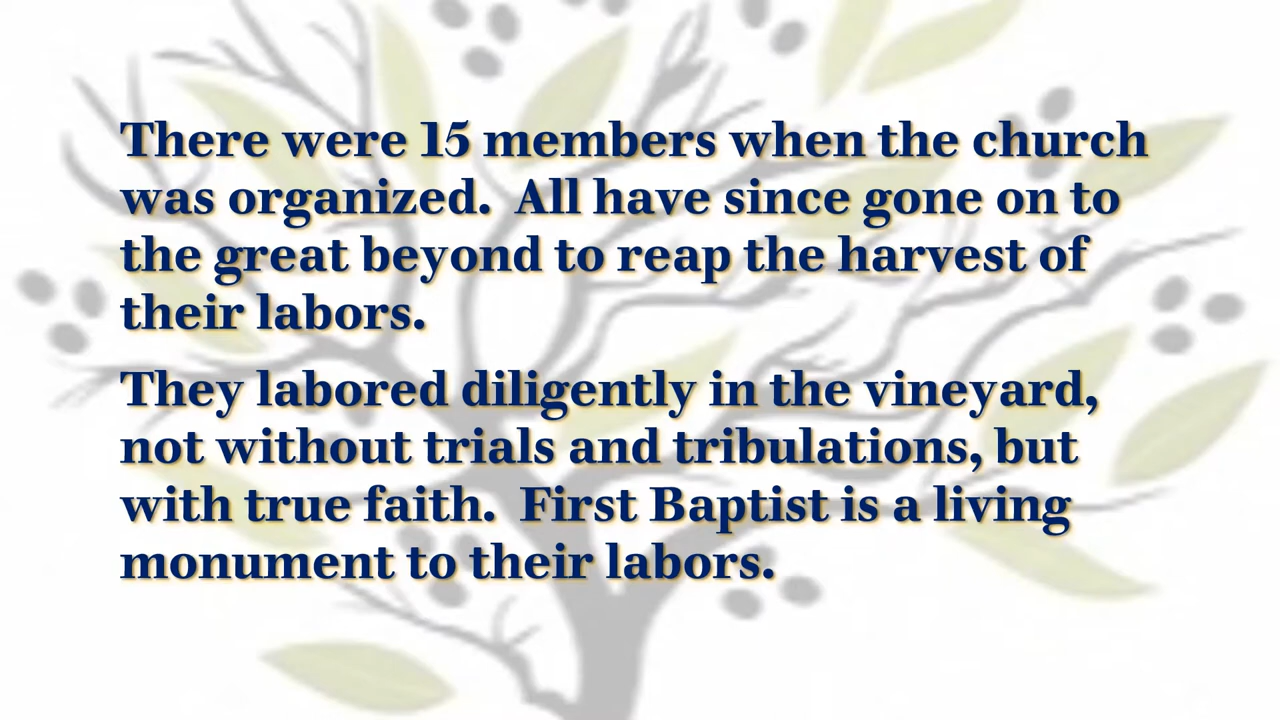 There were 15 members when the church
was organized.  All have since gone on to
the great beyond to reap the harvest of
their labors.
They labored diligently in the vineyard,
not without trials and tribulations, but
with true faith.  First Baptist is a living
monument to their labors.